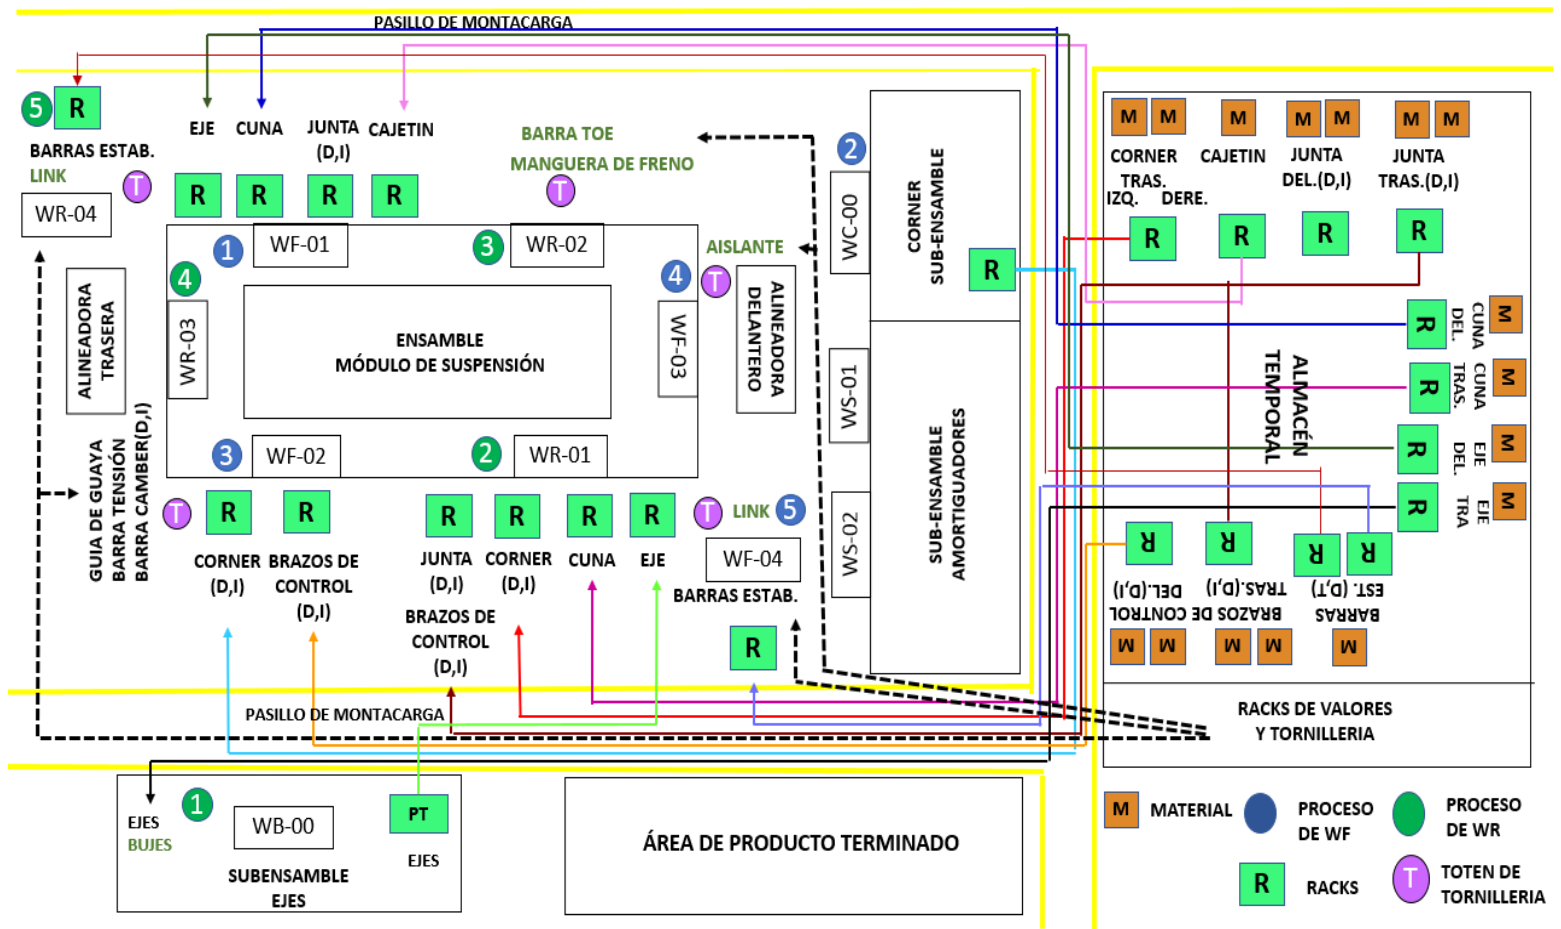 PASILLO DE MONTACARGA
5
R
BARRAS ESTAB.
LINK
T
WR-04
EJE
CUNA
JUNTA
(D,I)
CAJETIN
R
R
R
R
BARRA TOE
MANGUERA DE FRENO
T
1
WF-01
3
WR-02
4
WR-03
ENSAMBLE
MÓDULO DE SUSPENSIÓN
4
WF-03
3
WF-02
2
WR-01
AISLANTE
T
ALINEADORA
DELANTERO
ALINEADORA
TRASERA
GUIA DE GUAYA
BARRA TENSIÓN
BARRA CAMBER(D,I)
2
WC-00
CORNER
SUB-ENSAMBLE
R
WS-01
WS-02
SUB-ENSAMBLE
AMORTIGUADORES
T
R
R
CORNER
(D,I)
BRAZOS DE
CONTROL
(D,I)
R
R
R
R
JUNTA
(D,I)
CORNER
(D,I)
CUNA
EJE
BRAZOS DE
CONTROL
(D,I)
T
LINK
5
WF-04
BARRAS ESTAB.
R
PASILLO DE MONTACARGA
EJES
BUJES
1
WB-00
SUBENSAMBLE
EJES
PT
EJES
ÁREA DE PRODUCTO TERMINADO
M
M
M
M
M
M
M
CORNER
TRAS.
IZQ.
DERE.
CAJETIN
JUNTA
DEL.(D,I)
JUNTA
TRAS.(D,I)
R
R
R
R
R
CUNA
DEL.
M
R
CUNA
TRAS.
M
R
EJE
DEL.
M
R
EJE
TRA
M
ALMACÉN
TEMPORAL
R
R
R
R
BRAZOS DE CONTROL
DEL.(D,I)
TRAS.(D,I)
BARRAS
EST. (D,T)
M
M
M
M
M
RACKS DE VALORES
Y TORNILLERIA
M
MATERIAL
PROCESO
DE WF
PROCESO
DE WR
R
RACKS
T
TOTEN DE
TORNILLERIA